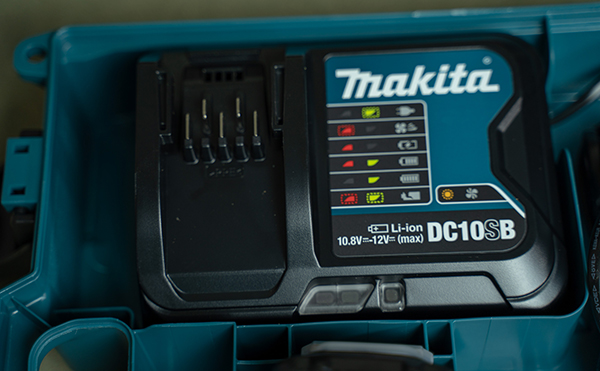 makita
Li-ion
10.8V⎓-12V⎓(max) DC10SB